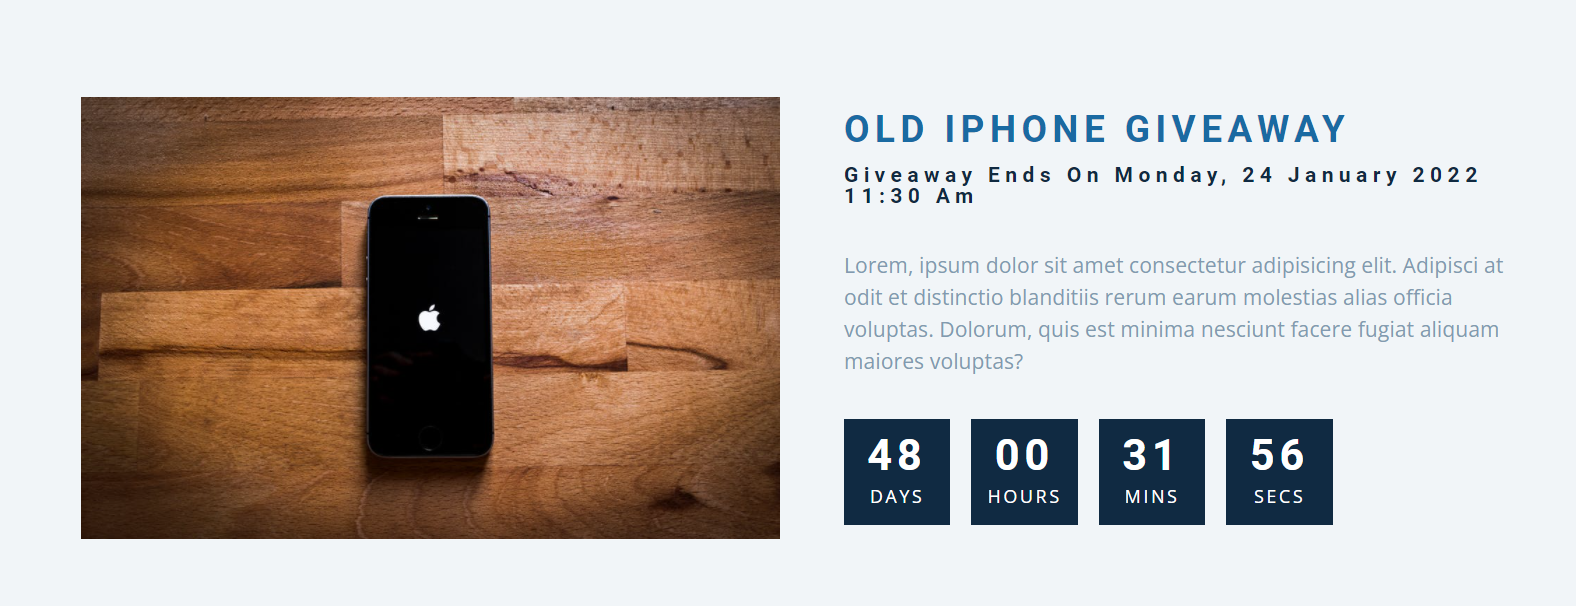 OLD IPHONE GIVEAWAY
Giveaway Ends On Monday, 24 January 2022
11:30 Am
Lorem, ipsum dolor sit amet consectetur adipisicing elit. Adipisci at
odit et distinctio blanditiis rerum earum molestias alias officia
voluptas. Dolorum, quis est minima nesciunt facere fugiat aliquam
maiores voluptas?
48 00 31 56
DAYS HOURS MINS SECS